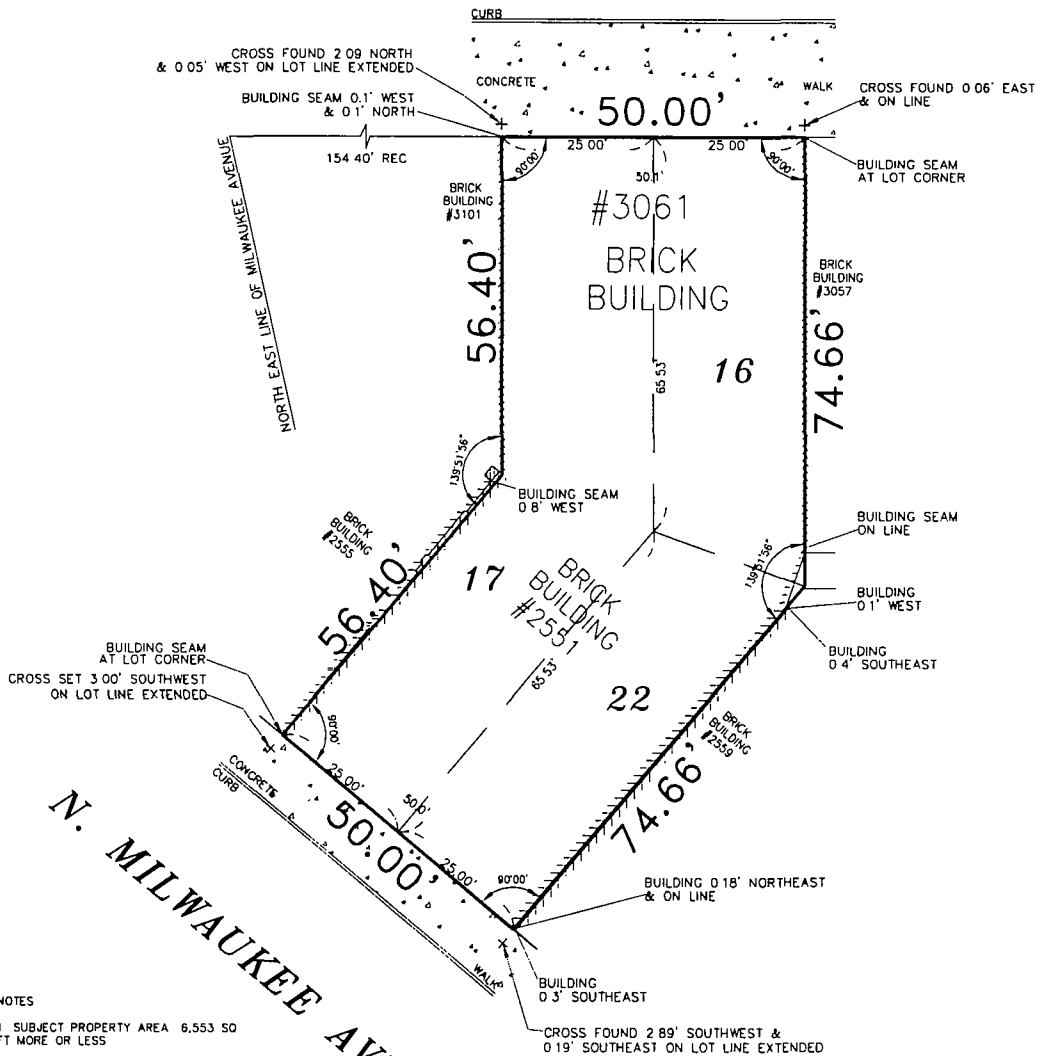 CURB
CROSS FOUND 2 09 NORTH
& 0 05' WEST ON LOT LINE EXTENDED
CONCRETE
WALK
CROSS FOUND 0 06' EAST
& ON LINE
BUILDING SEAM 0.1' WEST
& 0 1' NORTH
50.00'
154 40' REC
25 00'
25 00'
BUILDING SEAM
AT LOT CORNER
90'00'
90'00'
50.1'
NORTH EAST LINE OF MILWAUKEE AVENUE
BRICK
BUILDING
#3101
#3061
BRICK
BUILDING
BRICK
BUILDING
#3057
56.40'
74.66'
65 53'
16
139'51'56"
BUILDING SEAM
0 8' WEST
BUILDING SEAM
ON LINE
BRICK
BUILDING
#2555
139'51'56"
17
BRICK
BUILDING
#2551
BUILDING
0 1' WEST
56.40'
BUILDING
0 4' SOUTHEAST
BUILDING SEAM
AT LOT CORNER
CROSS SET 3 00' SOUTHWEST
ON LOT LINE EXTENDED
65 53'
22
90'00'
BRICK
BUILDING
#2559
74.66'
CONCRETE
CURB
25.00'
50.0'
50.00'
25.00'
90'00'
BUILDING 0 18' NORTHEAST
& ON LINE
WALK
BUILDING
0 3' SOUTHEAST
CROSS FOUND 2 89' SOUTHWEST &
0 19' SOUTHEAST ON LOT LINE EXTENDED
N. MILWAUKEE AV
NOTES
SUBJECT PROPERTY AREA 6,553 SQ
FT MORE OR LESS